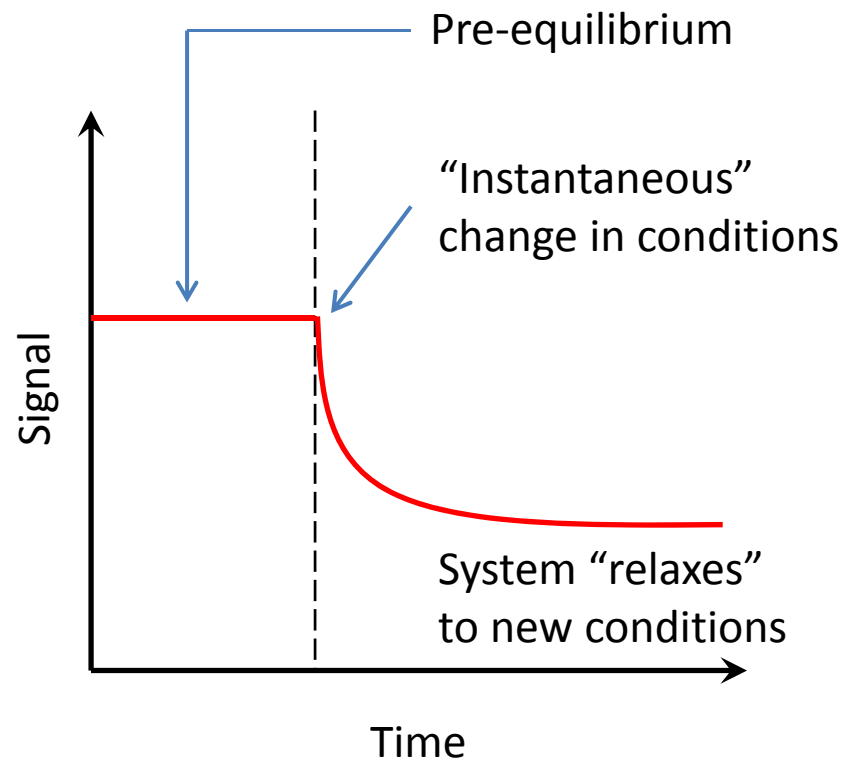 Pre-equilibrium
“Instantaneous”
change in conditions
Signal
System “relaxes”
to new conditions
Time